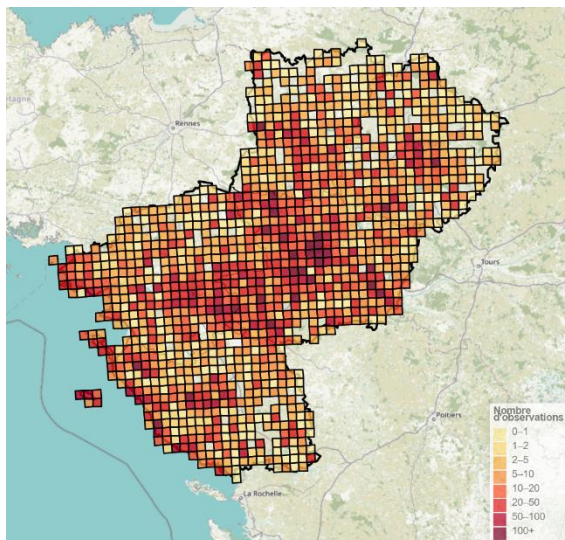 Rennes
Tours
Poitiers
La Rochelle
Nombre
d'observations
0–1
1–2
2–5
5–10
10–20
20–50
50–100
100+